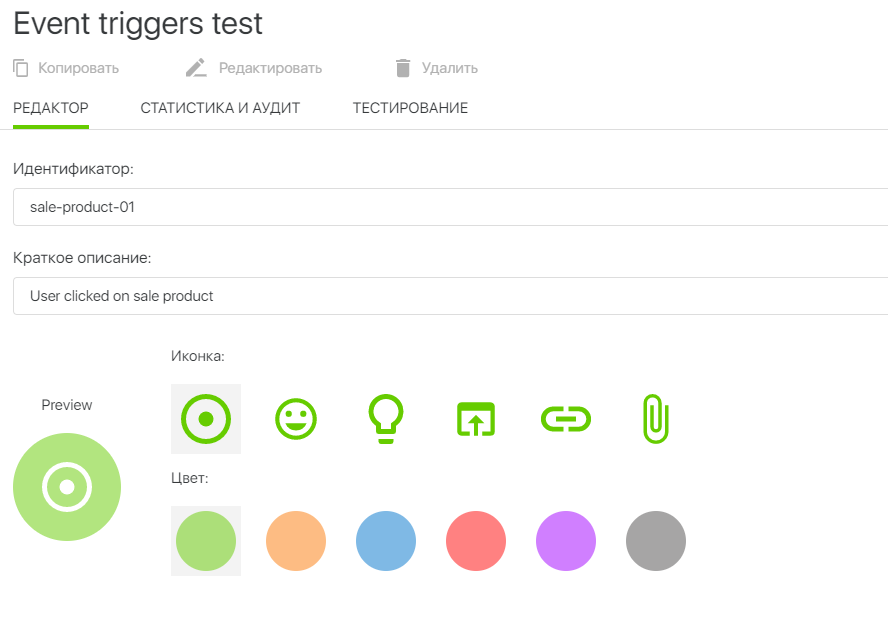 Event triggers test
Копировать Редактировать Удалить
РЕДАКТОР СТАТИСТИКА И АУДИТ ТЕСТИРОВАНИЕ
Идентификатор:
sale-product-01
Краткое описание:
User clicked on sale product
Иконка:
Preview
Цвет: